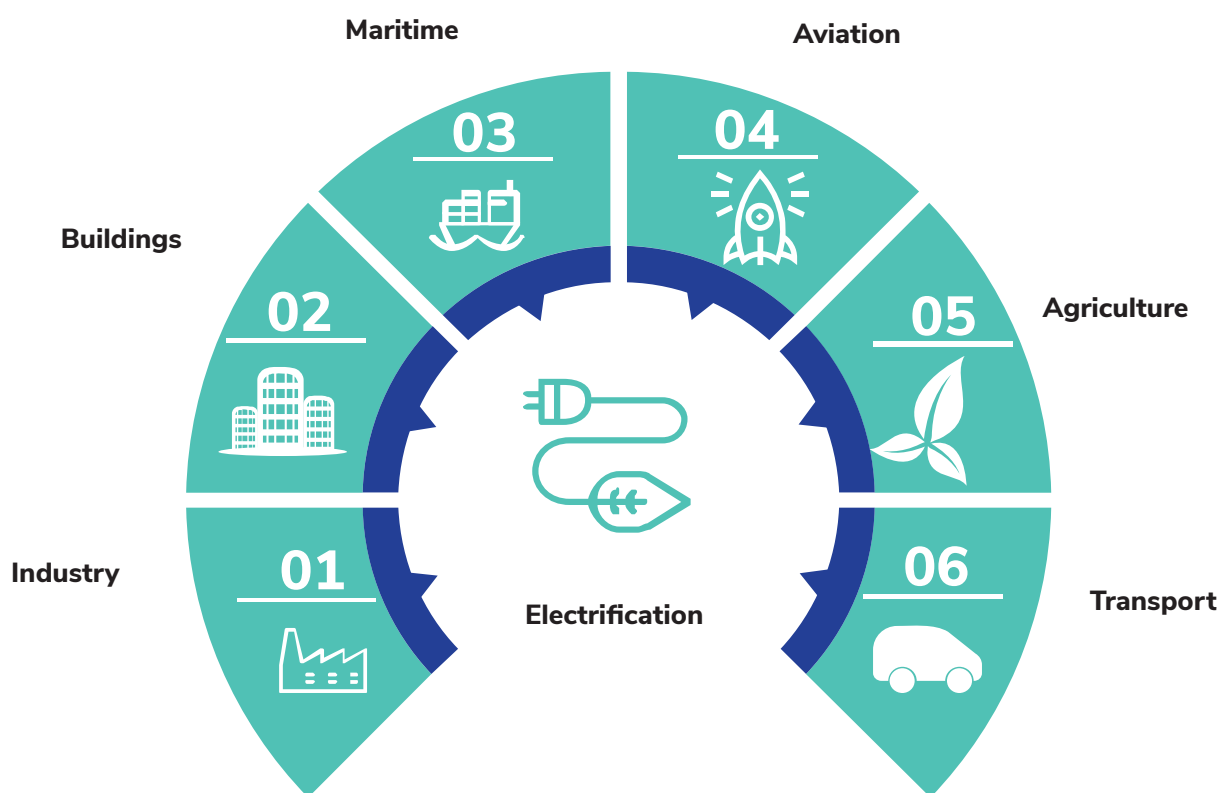 Maritime
Aviation
03
04
Buildings
02
05
Agriculture
Industry
01
06
Transport
Electrification